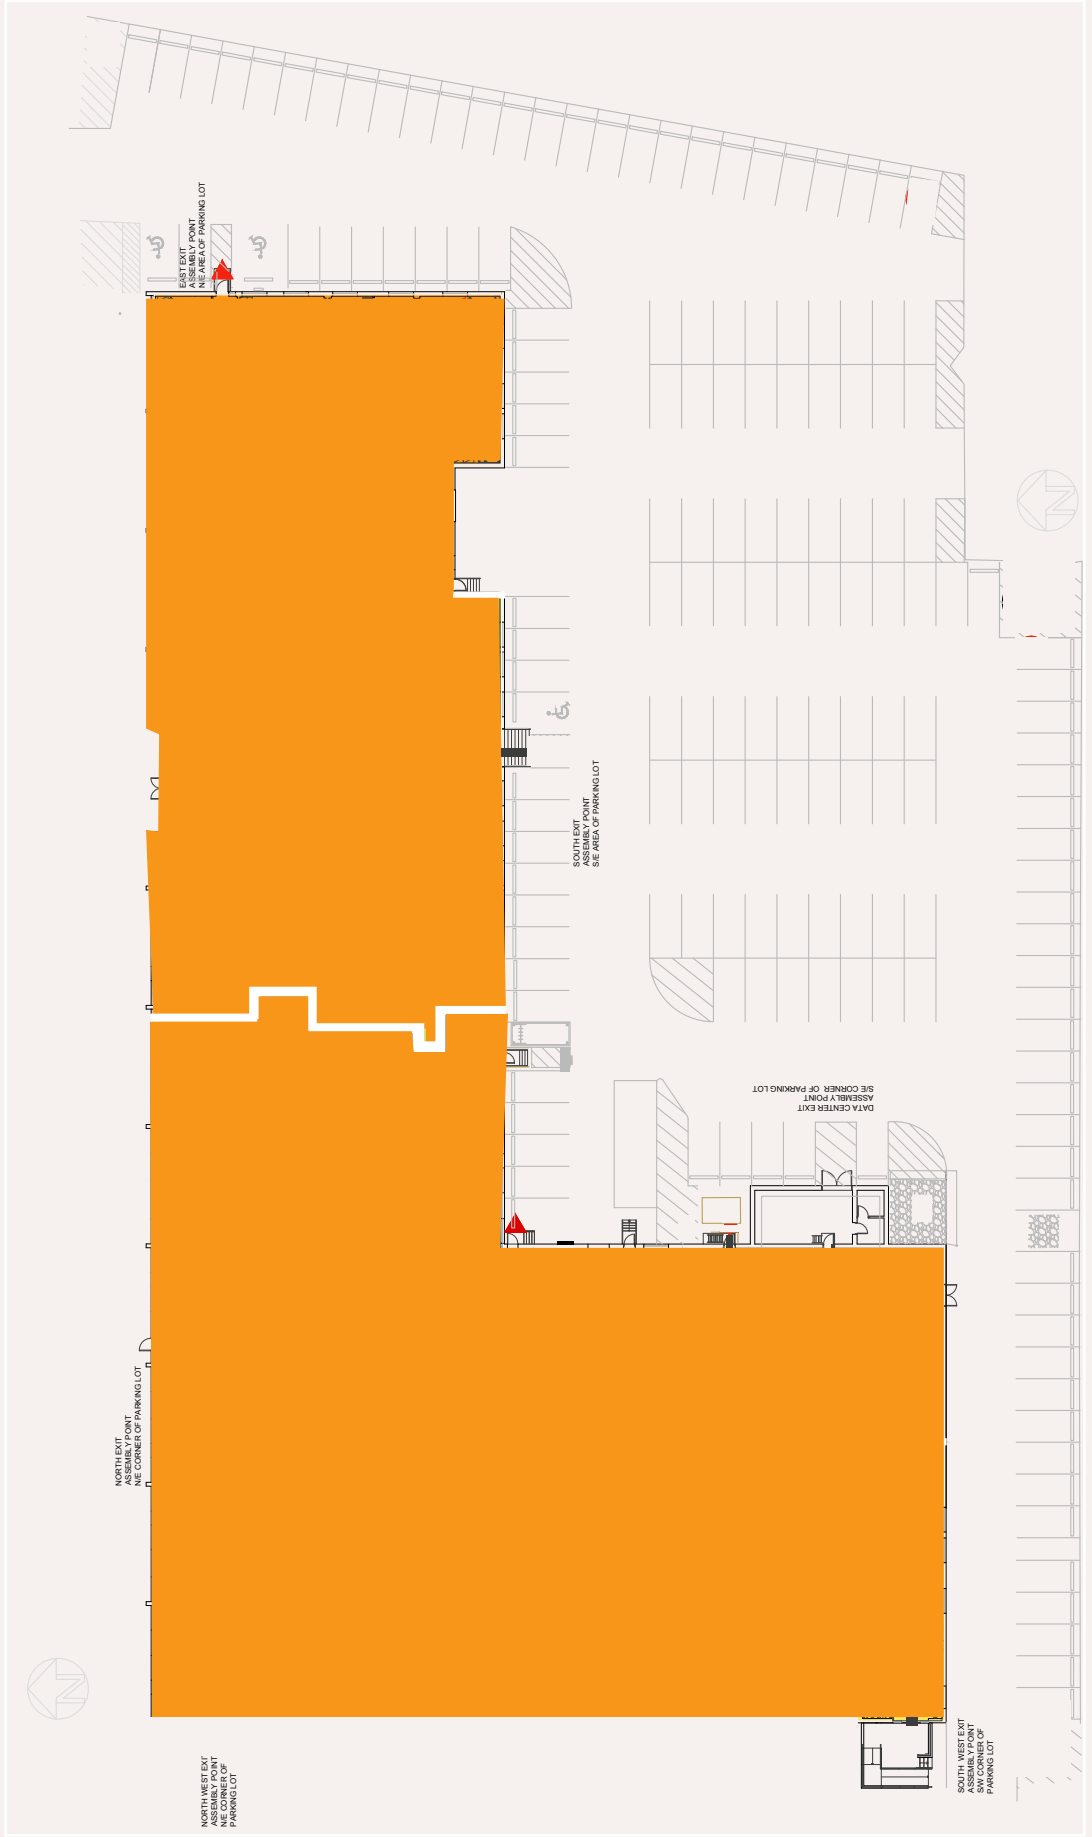 EAST EXIT
ASSEMBLY POINT
N/E AREA OF PARKING LOT
N
SOUTH EXIT
ASSEMBLY POINT
S/E AREA OF PARKING LOT
DATA CENTER EXIT
ASSEMBLY POINT
S/E CORNER OF PARKING LOT
NORTH EXIT
ASSEMBLY POINT
N/E CORNER OF PARKING LOT
N
NORTH WEST EXIT
ASSEMBLY POINT
N/E CORNER OF
PARKING LOT
SOUTH WEST EXIT
ASSEMBLY POINT
S/W CORNER OF
PARKING LOT